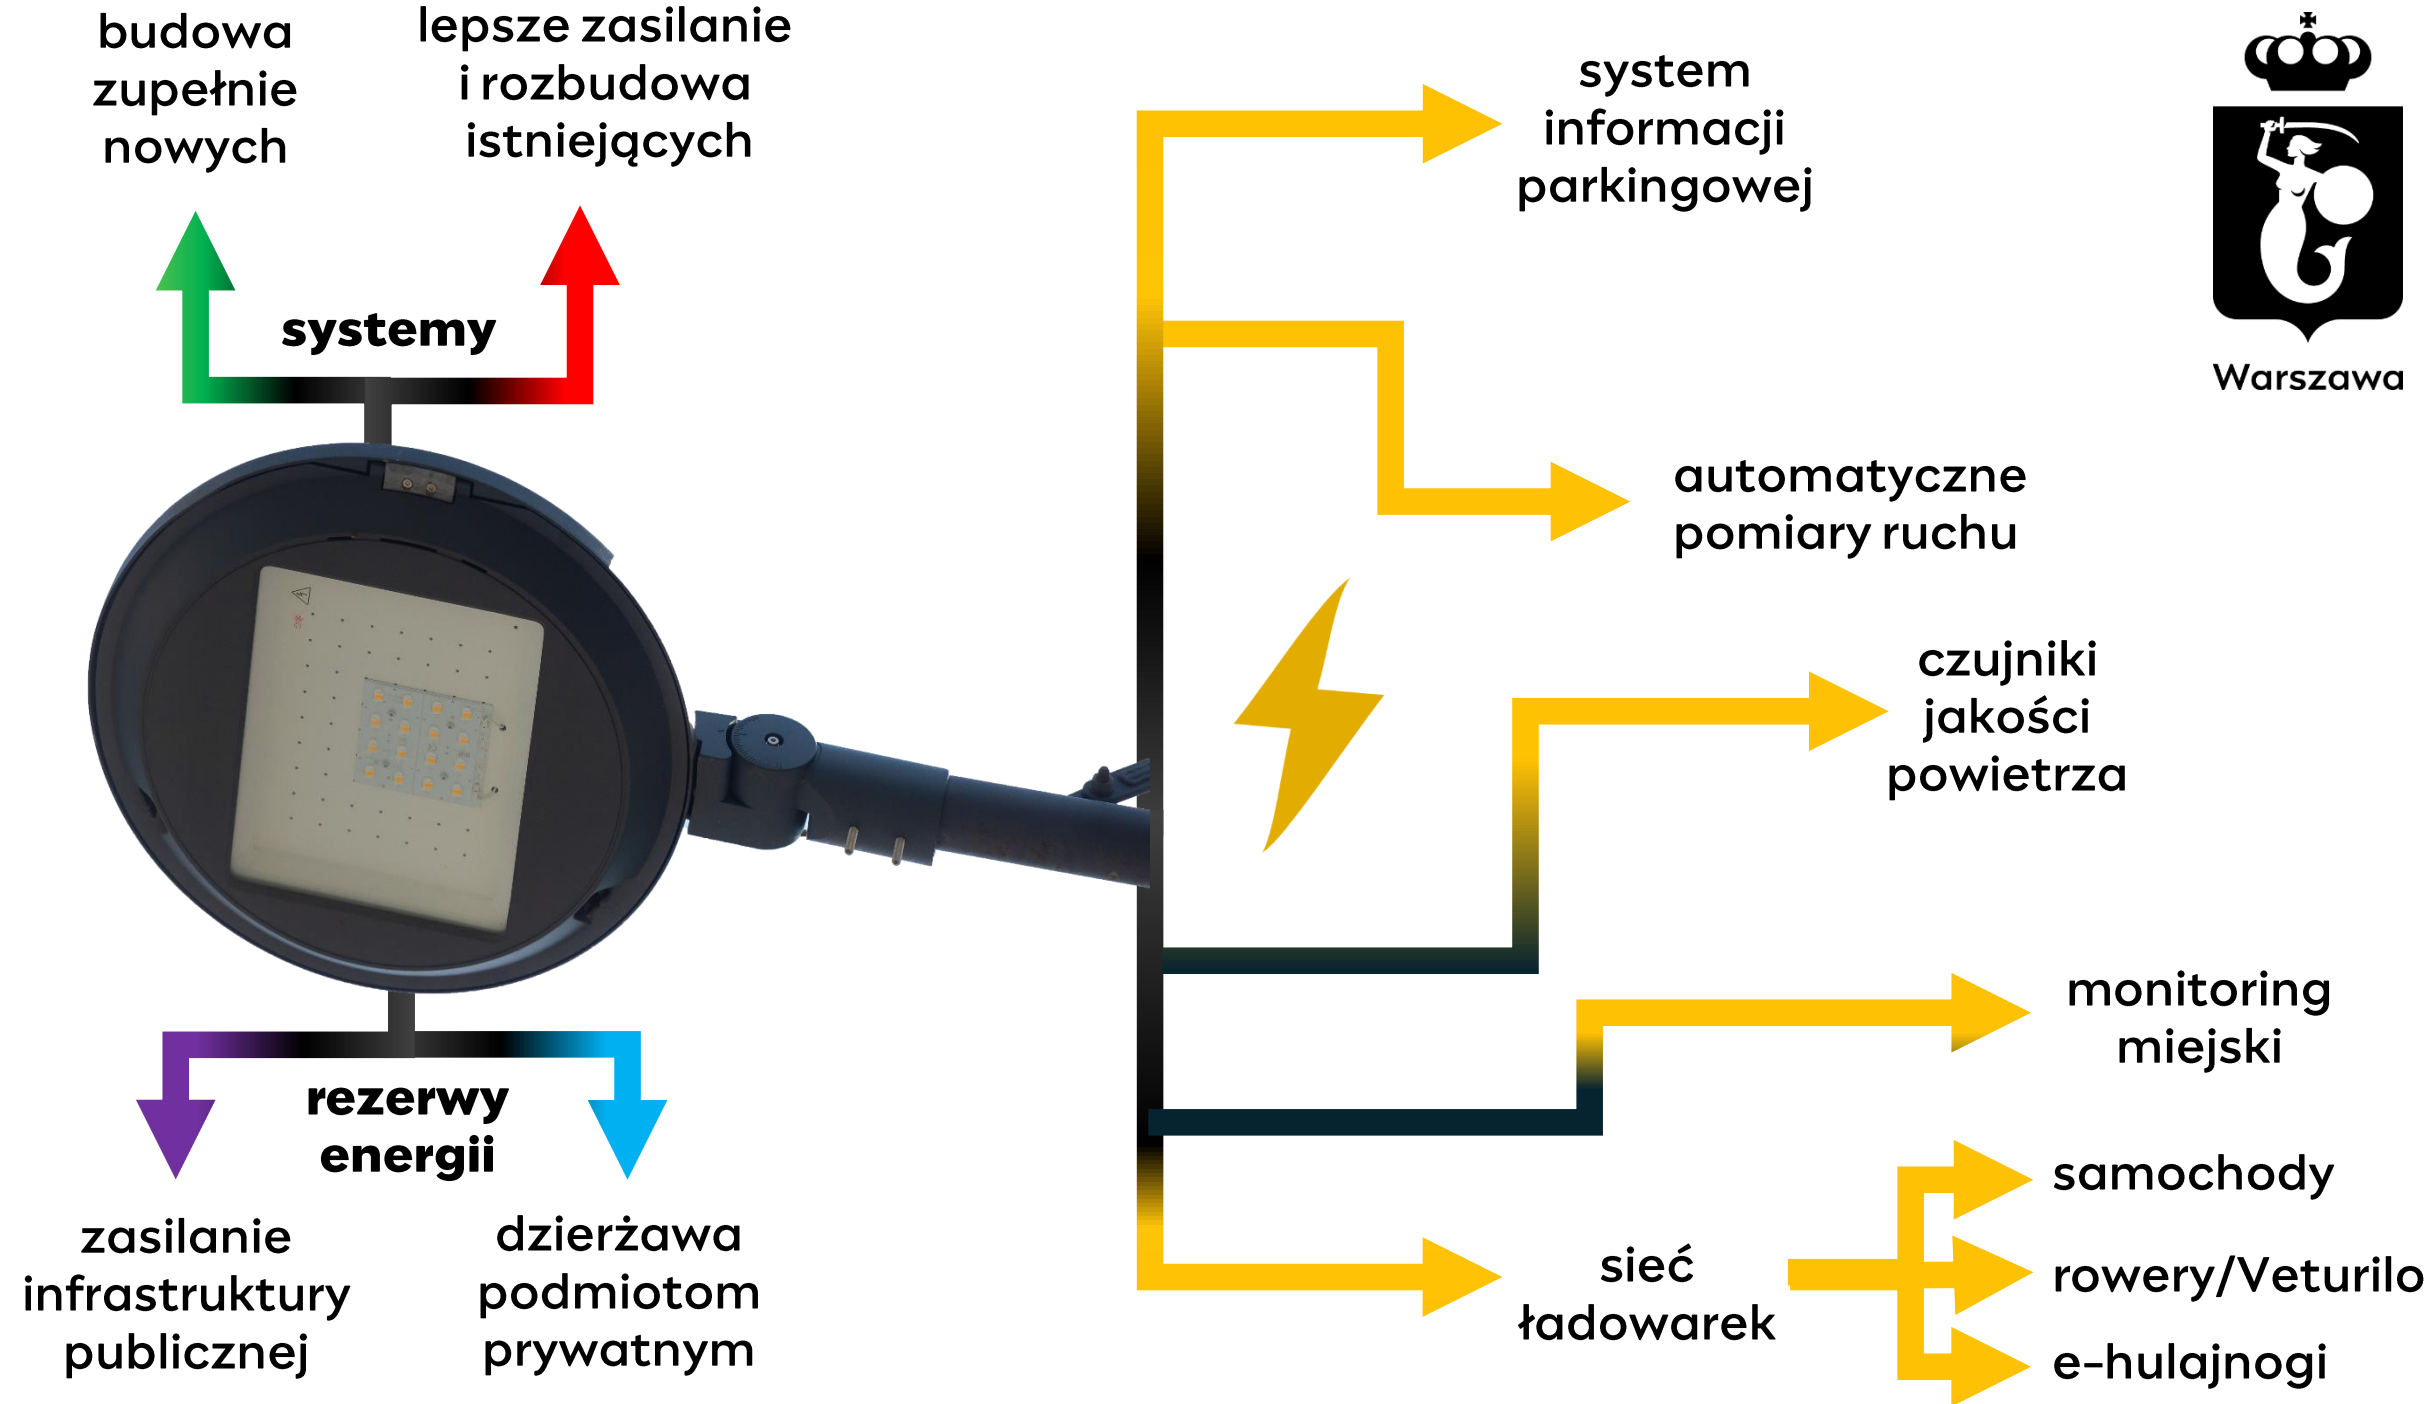 budowa
zupełnie
nowych
lepsze zasilanie
i rozbudowa
istniejących
systemy
system
informacji
parkingowej
Warszawa
automatyczne
pomiary ruchu
czujniki
jakości
powietrza
monitoring
miejski
rezerwy
energii
zasilanie
infrastruktury
publicznej
dzierżawa
podmiotom
prywatnym
sieć
ładowarek
samochody
rowery/Veturilo
e-hulajnogi